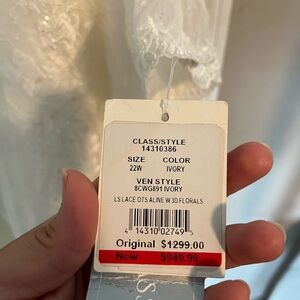 CLASS/STYLE
14310386
SIZE COLOR
22W IVORY
VEN STYLE
8CWG891 IVORY
LS LACE OTS ALINE W 3D FLORALS
4 14310 02749 5
Original $1299.00
Now $949.99